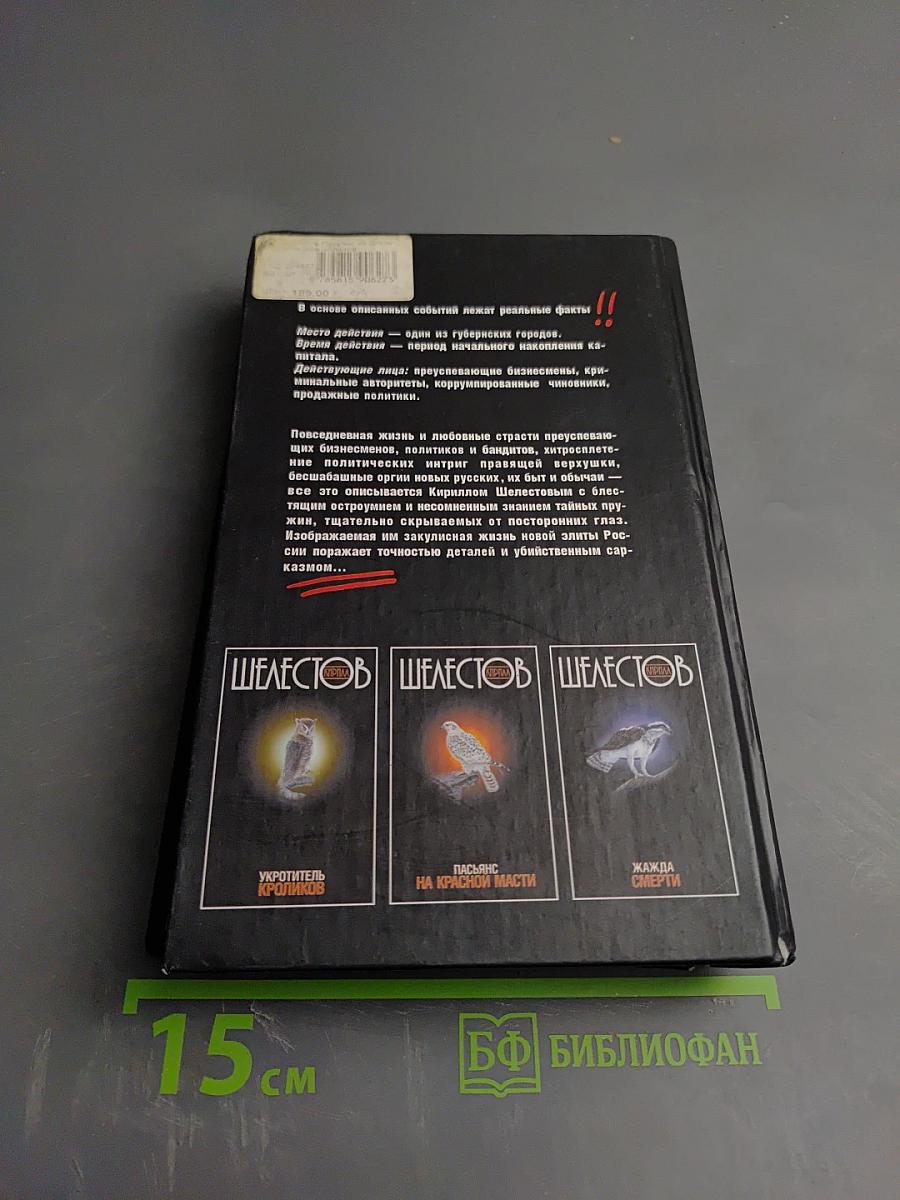 9 785815 906273
189.00
В основе описанных событий лежат реальные факты !!
Место действия — один из губернских городов.
Время действия — период начального накопления ка-
питала.
Действующие лица: преуспевающие бизнесмены, кри-
минальные авторитеты, коррумпированные чиновники,
продажные политики.
Повседневная жизнь и любовные страсти преуспеваю-
щих бизнесменов, политиков и бандитов, хитросплете-
ние политических интриг правящей верхушки,
бесшабашные оргии новых русских, их быт и обычаи —
все это описывается Кириллом Шелестовым с блес-
тящим остроумием и несомненным знанием тайных пру-
жин, тщательно скрываемых от посторонних глаз.
Изображаемая им закулисная жизнь новой элиты Рос-
сии поражает точностью деталей и убийственным сар-
казмом...
ШЕЛЕСТОВ
КИРИЛЛ
УКРОТИТЕЛЬ
КРОЛИКОВ
ШЕЛЕСТОВ
КИРИЛЛ
ПАСЬЯНС
НА КРАСНОЙ МАСТИ
ШЕЛЕСТОВ
КИРИЛЛ
ЖАЖДА
СМЕРТИ
15 см
БФ БИБЛИОФАН